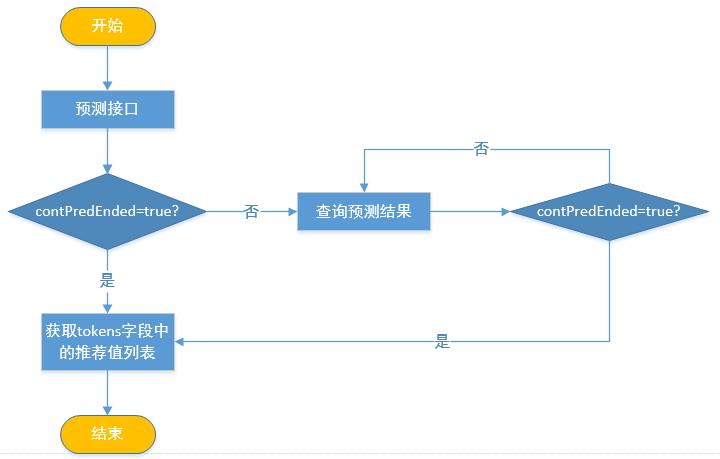 开始
预测接口
否
contPredEnded=true?
否
查询预测结果
contPredEnded=true?
是
获取tokens字段中
的推荐值列表
是
结束